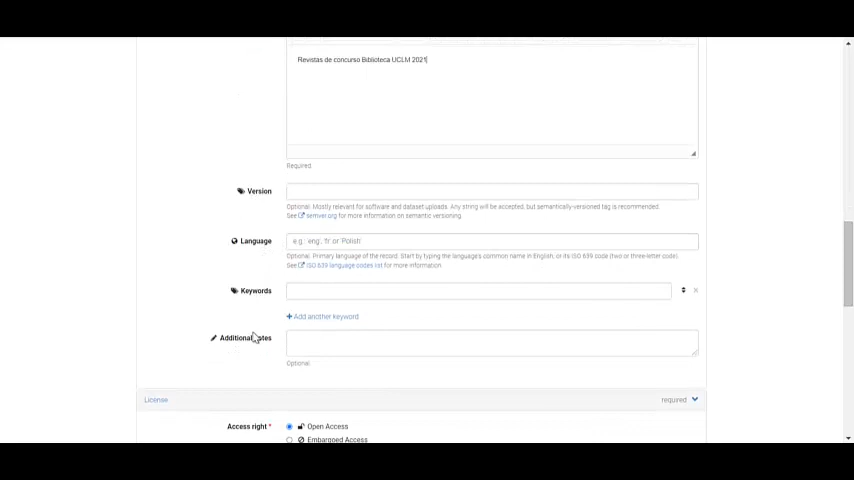 Revistas de concurso Biblioteca UCLM 2021
Required.
Version
Optional. Mostly relevant for software and dataset uploads. Any string will be accepted, but semantically-versioned tag is recommended.
See semver.org for more information on semantic versioning.
Language
e.g.: 'eng', 'fr' or 'Polish'
Optional. Primary language of the record. Start by typing the language's common name in English, or its ISO 639 code (two or three-letter code).
See ISO 639 language codes list for more information.
Keywords
Add another keyword
Additional notes
Optional.
License
required
Access right *
Open Access
Embargoed Access